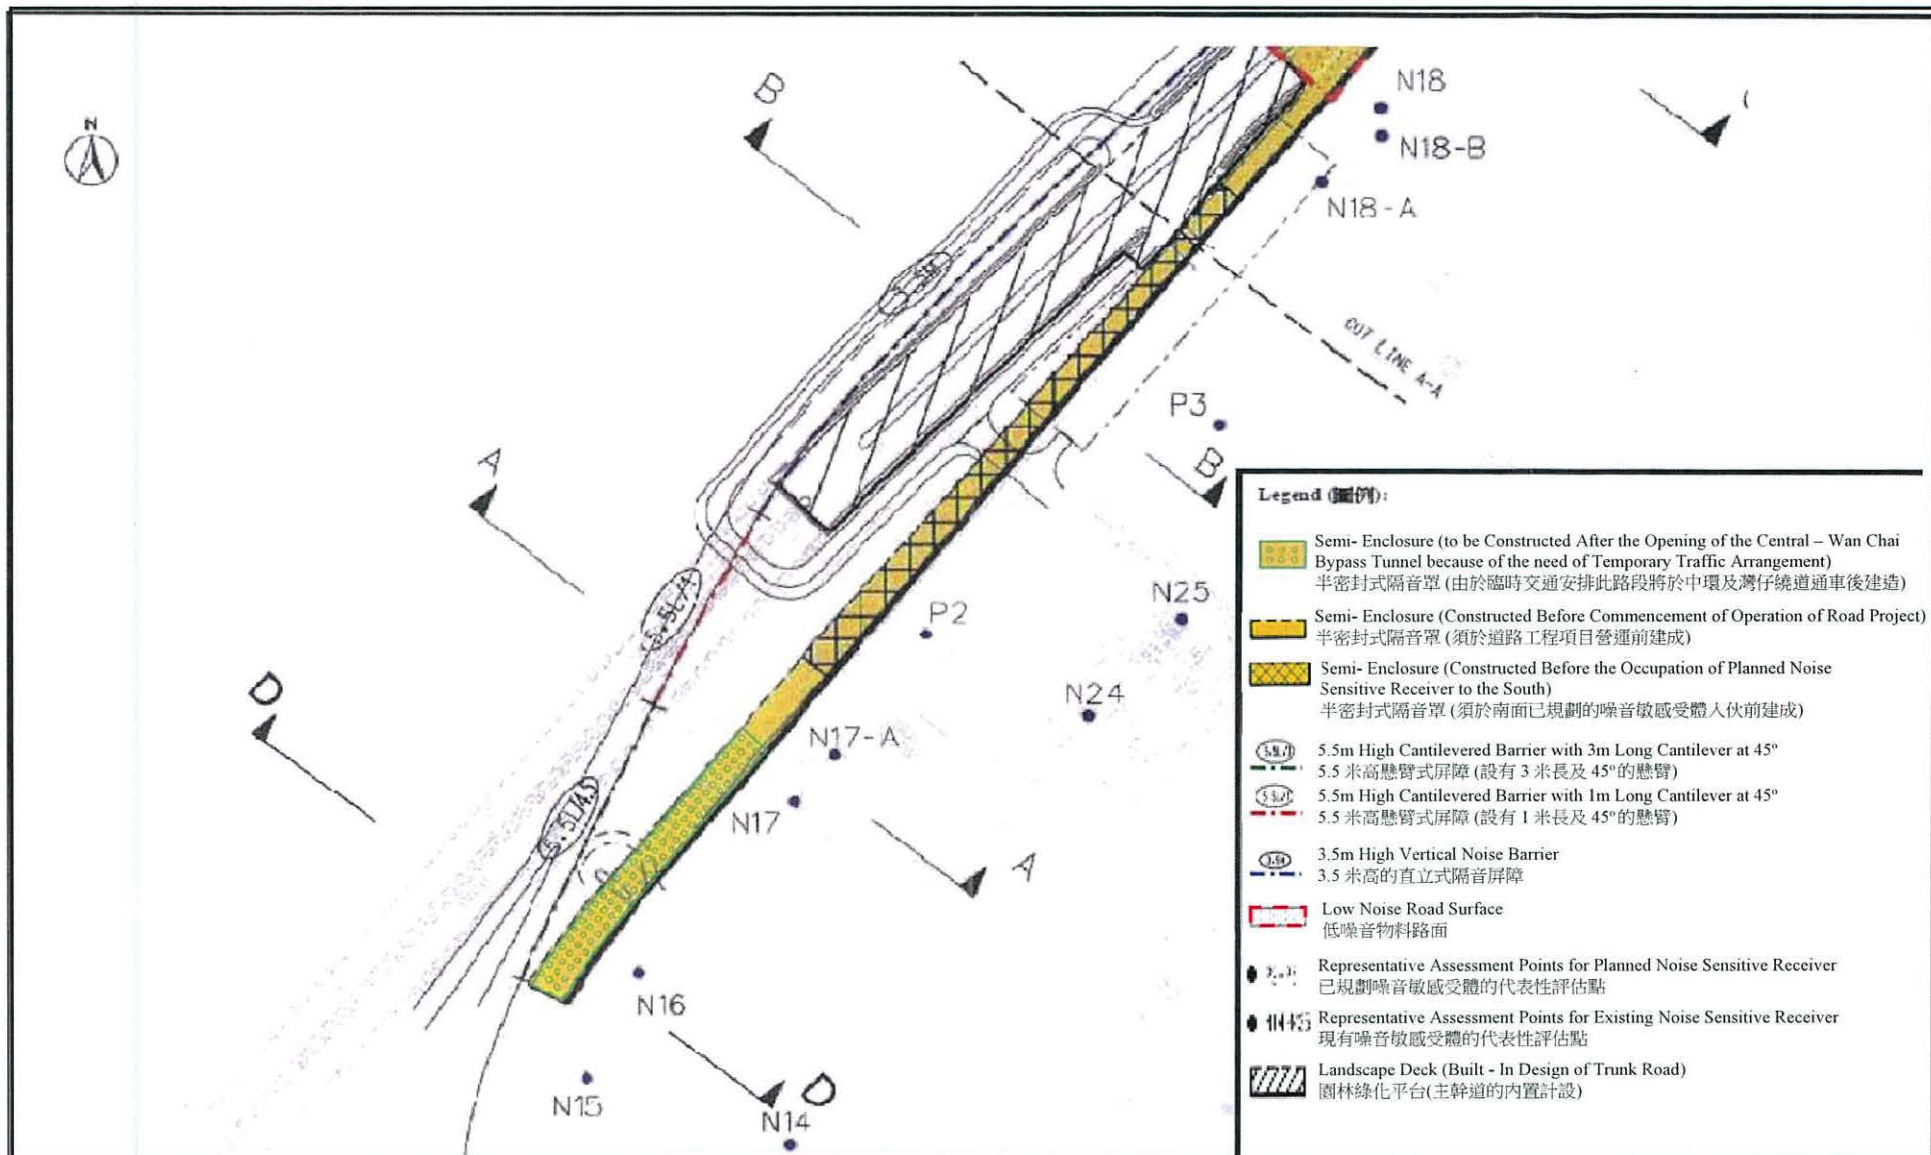 N
B
N18
N18-B
N18-A
CUT LINE A-A
P3
B
A
5.5L/1
P2
N25
N24
D
N17-A
N17
5.5L/4.5
A
N16
N15
D
N14
Legend (圖例):
Semi- Enclosure (to be Constructed After the Opening of the Central – Wan Chai
Bypass Tunnel because of the need of Temporary Traffic Arrangement)
半密封式隔音罩 (由於臨時交通安排此路段將於中環及灣仔繞道通車後建造)
Semi- Enclosure (Constructed Before Commencement of Operation of Road Project)
半密封式隔音罩 (須於道路工程項目營運前建成)
Semi- Enclosure (Constructed Before the Occupation of Planned Noise
Sensitive Receiver to the South)
半密封式隔音罩 (須於南面已規劃的噪音敏感受體入伙前建成)
5.5m High Cantilevered Barrier with 3m Long Cantilever at 45°
5.5 米高懸臂式屏障 (設有 3 米長及 45°的懸臂)
5.5m High Cantilevered Barrier with 1m Long Cantilever at 45°
5.5 米高懸臂式屏障 (設有 1 米長及 45°的懸臂)
3.5m High Vertical Noise Barrier
3.5 米高的直立式隔音屏障
Low Noise Road Surface
低噪音物料路面
Representative Assessment Points for Planned Noise Sensitive Receiver
已規劃噪音敏感受體的代表性評估點
Representative Assessment Points for Existing Noise Sensitive Receiver
現有噪音敏感受體的代表性評估點
Landscape Deck (Built - In Design of Trunk Road)
園林綠化平台(主幹道的內置計設)